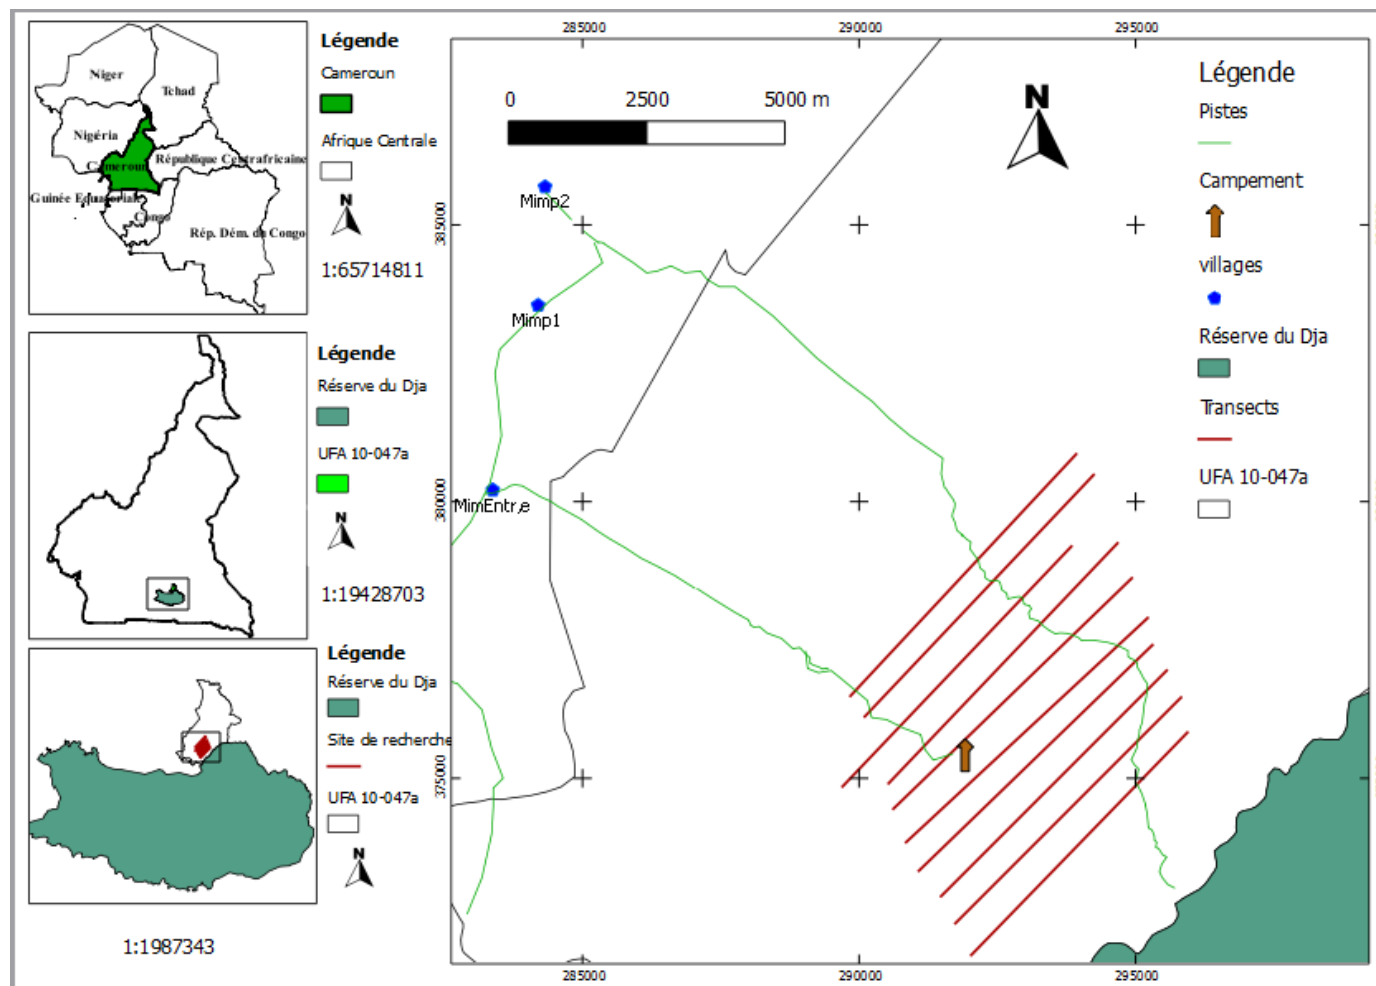 Niger
Tchad
Nigéria
République Centrafricaine
Cameroun
Guinée Equatoriale
Congo
Rép. Dém. du Congo
Légende
Cameroun
Afrique Centrale
N
1:65714811
Légende
Réserve du Dja
UFA 10-047a
N
1:19428703
Légende
Réserve du Dja
Site de recherche
UFA 10-047a
N
1:1987343
285000
290000
295000
0 2500 5000 m
N
Mimp2
Mimp1
MimEntr,e
385000
380000
375000
285000
290000
295000
Légende
Pistes
Campement
villages
Réserve du Dja
Transects
UFA 10-047a